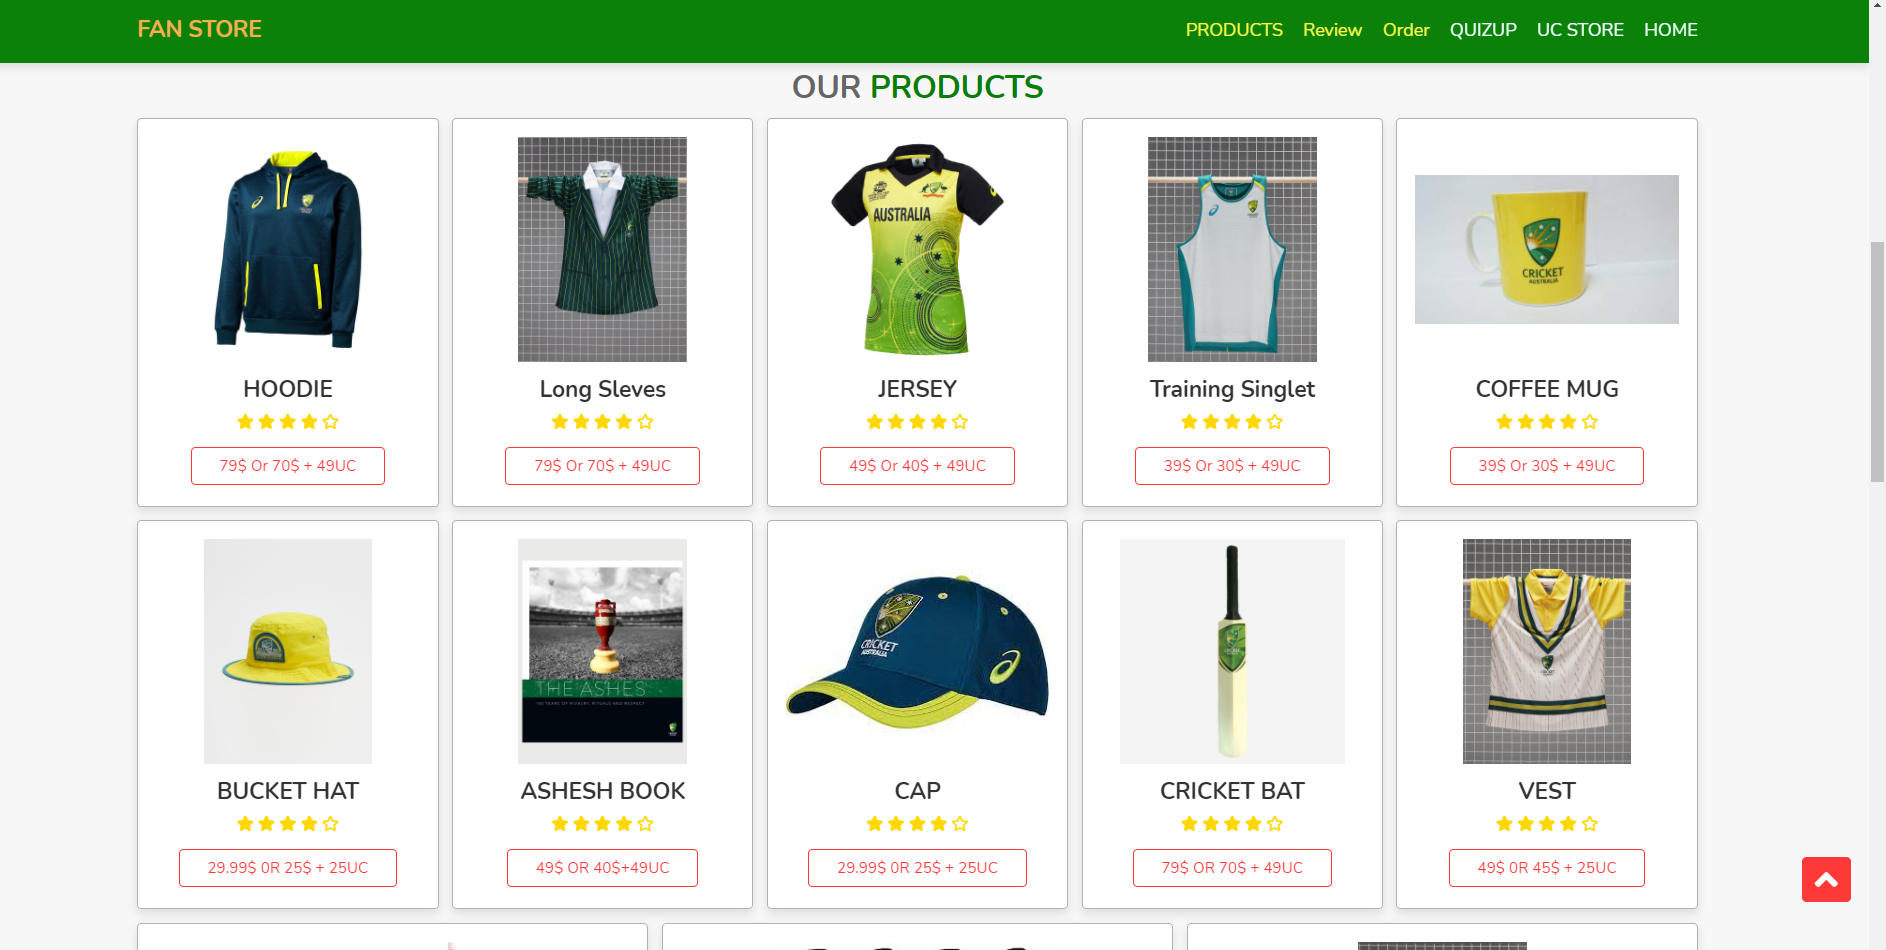 FAN STORE
PRODUCTS Review Order QUIZUP UC STORE HOME
OUR PRODUCTS
AUSTRALIA
CRICKET
AUSTRALIA
HOODIE
Long Sleves
JERSEY
Training Singlet
COFFEE MUG
79$ Or 70$ + 49UC
79$ Or 70$ + 49UC
49$ Or 40$ + 49UC
39$ Or 30$ + 49UC
39$ Or 30$ + 49UC
THE ASHES
CRICKET
AUSTRALIA
BUCKET HAT
ASHESH BOOK
CAP
CRICKET BAT
VEST
29.99$ 0R 25$ + 25UC
49$ OR 40$+49UC
29.99$ 0R 25$ + 25UC
79$ OR 70$ + 49UC
49$ 0R 45$ + 25UC